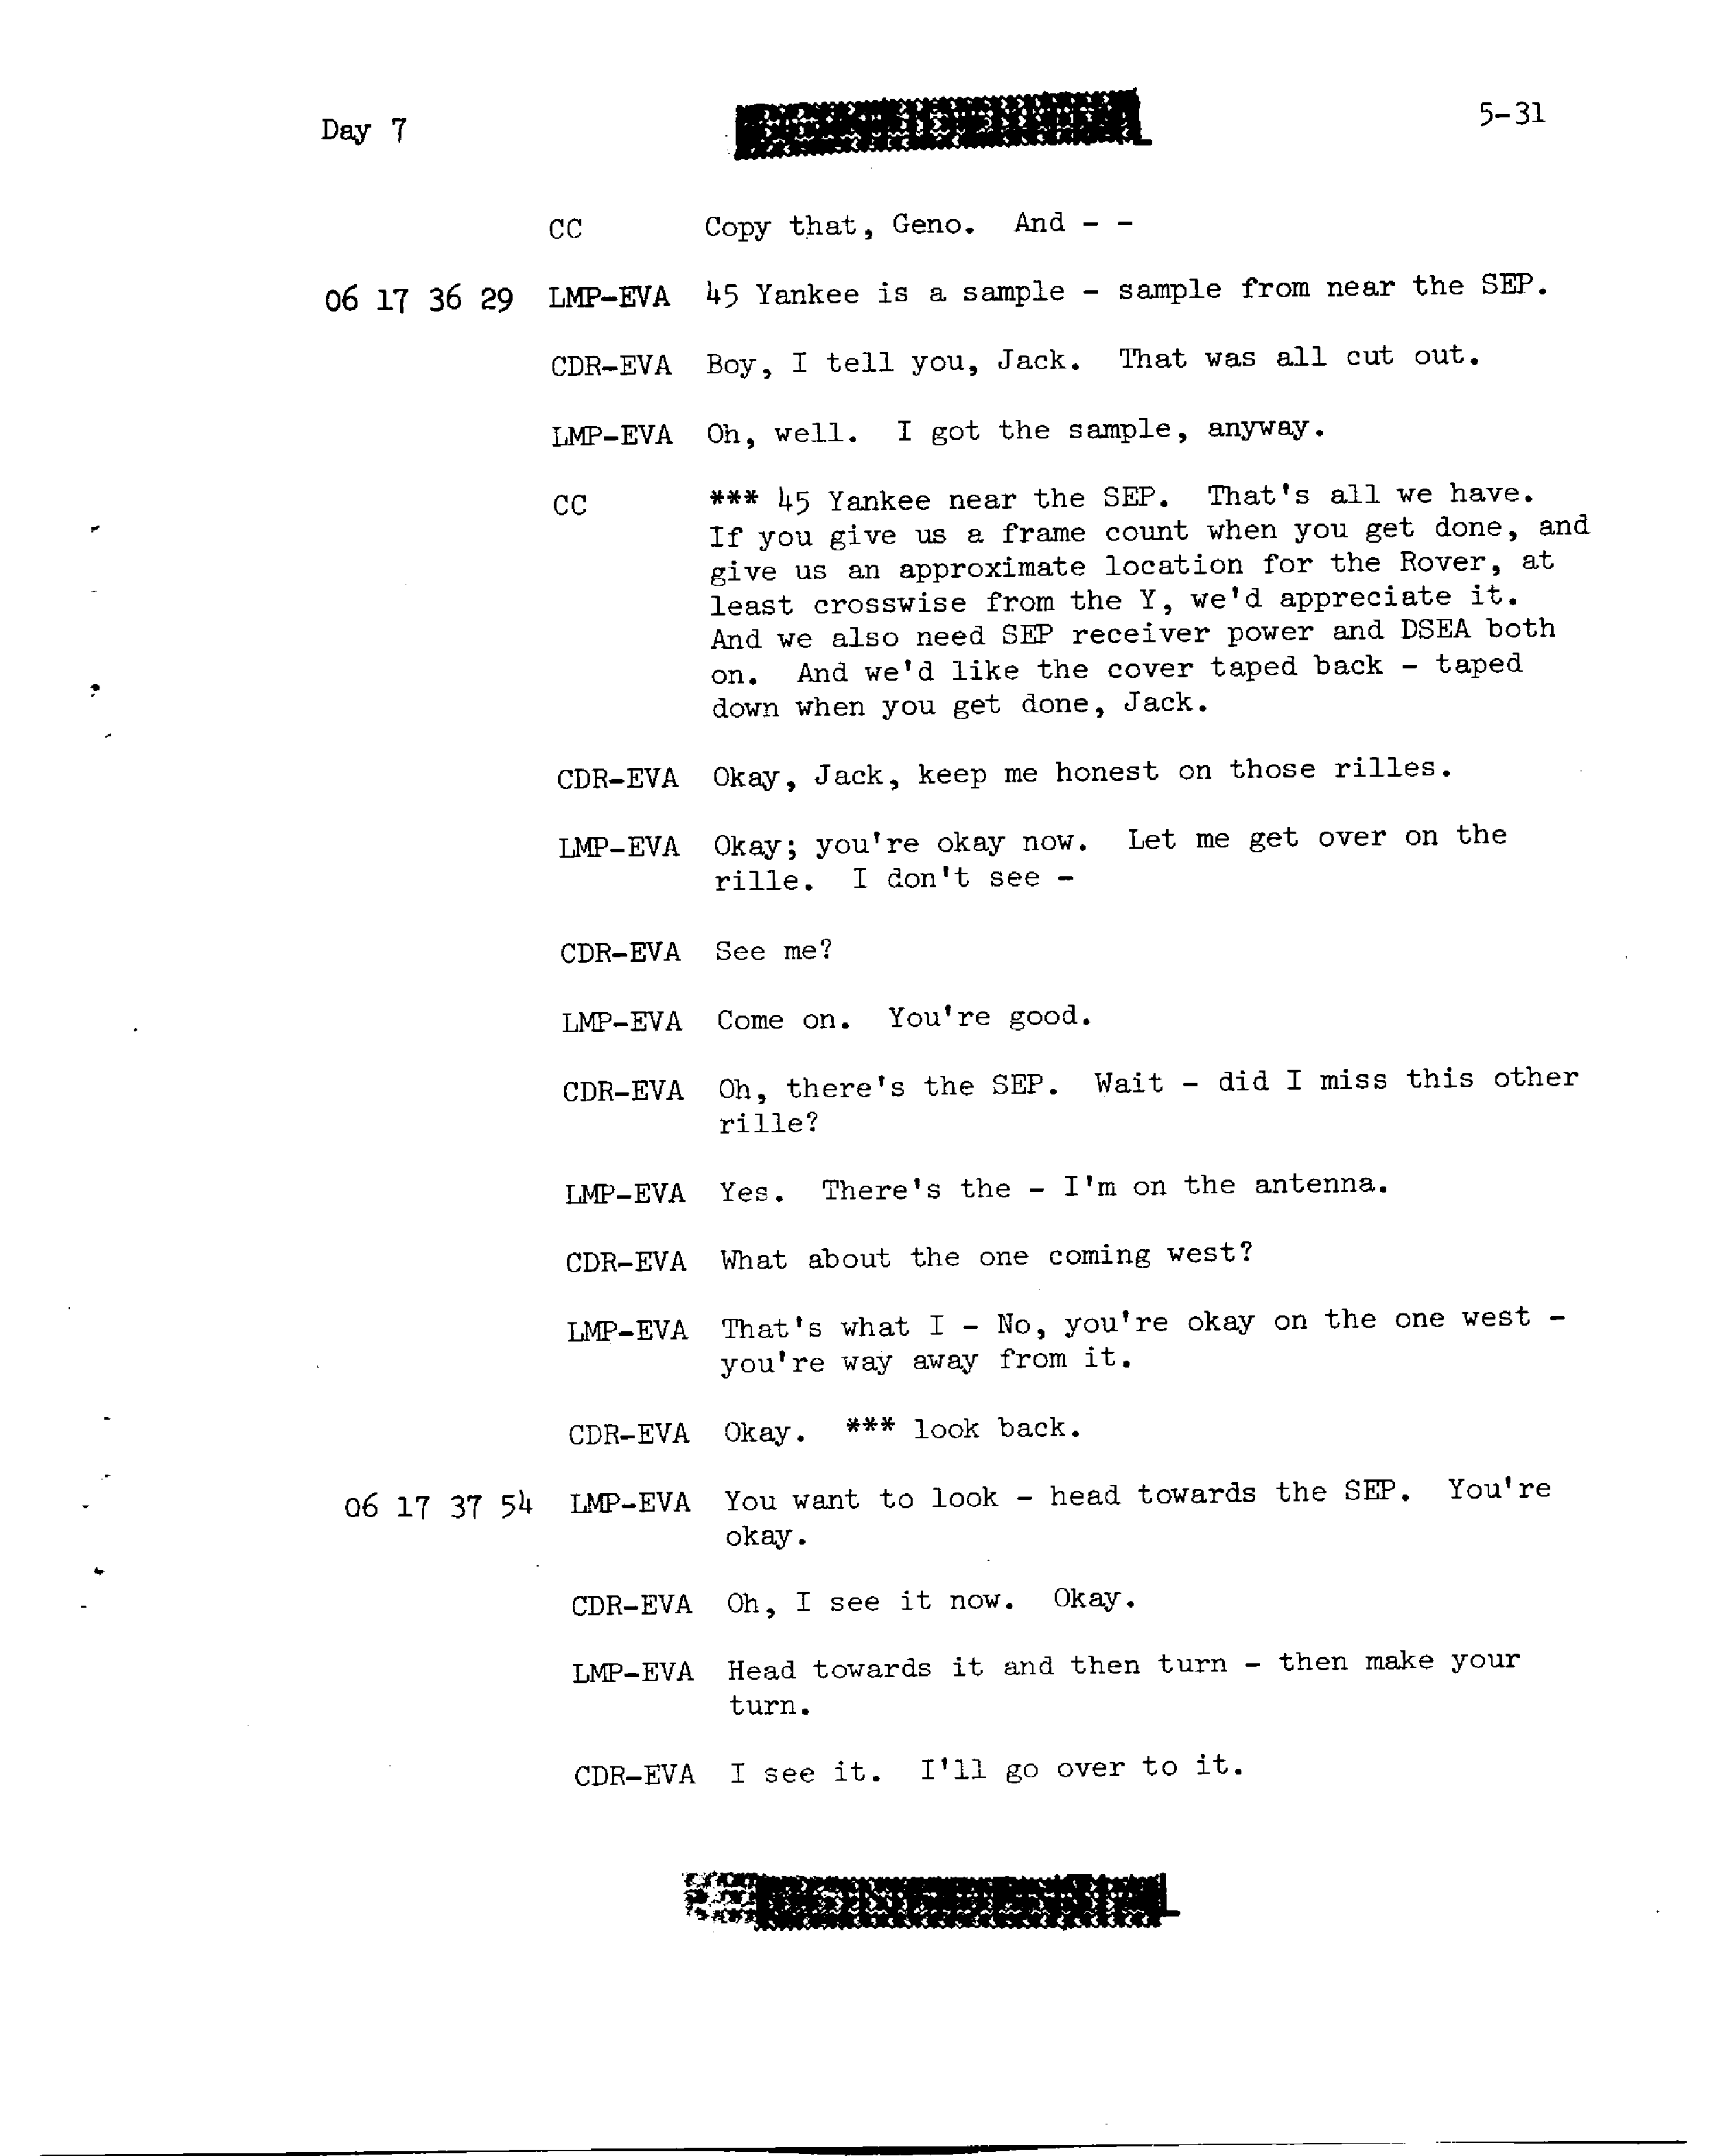 Day 7
5-31
CC Copy that, Geno. And - -
06 17 36 29 LMP-EVA 45 Yankee is a sample - sample from near the SEP.
CDR-EVA Boy, I tell you, Jack. That was all cut out.
LMP-EVA Oh, well. I got the sample, anyway.
CC *** 45 Yankee near the SEP. That's all we have.
If you give us a frame count when you get done, and
give us an approximate location for the Rover, at
least crosswise from the Y, we'd appreciate it.
And we also need SEP receiver power and DSEA both
on. And we'd like the cover taped back - taped
down when you get done, Jack.
CDR-EVA Okay, Jack, keep me honest on those rilles.
LMP-EVA Okay; you're okay now. Let me get over on the
rille. I don't see -
CDR-EVA See me?
LMP-EVA Come on. You're good.
CDR-EVA Oh, there's the SEP. Wait - did I miss this other
rille?
LMP-EVA Yes. There's the - I'm on the antenna.
CDR-EVA What about the one coming west?
LMP-EVA That's what I - No, you're okay on the one west -
you're way away from it.
CDR-EVA Okay. *** look back.
06 17 37 54 LMP-EVA You want to look - head towards the SEP. You're
okay.
CDR-EVA Oh, I see it now. Okay.
LMP-EVA Head towards it and then turn - then make your
turn.
CDR-EVA I see it. I'll go over to it.